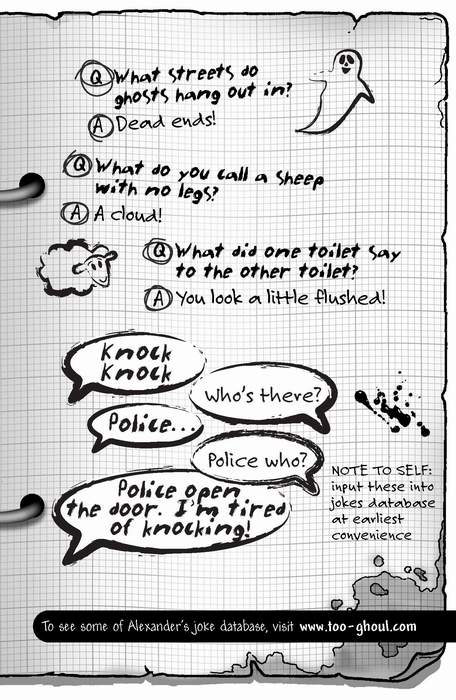 Q What streets do
ghosts hang out in?
A Dead ends!
Q What do you call a sheep
with no legs?
A A cloud!
Q What did one toilet say
to the other toilet?
A You look a little flushed!
Knock
Knock
Who's there?
Police...
Police who?
Police open
the door. I'm tired
of knocking!
NOTE TO SELF:
input these into
jokes database
at earliest
convenience
To see some of Alexander's joke database, visit www.too-ghoul.com